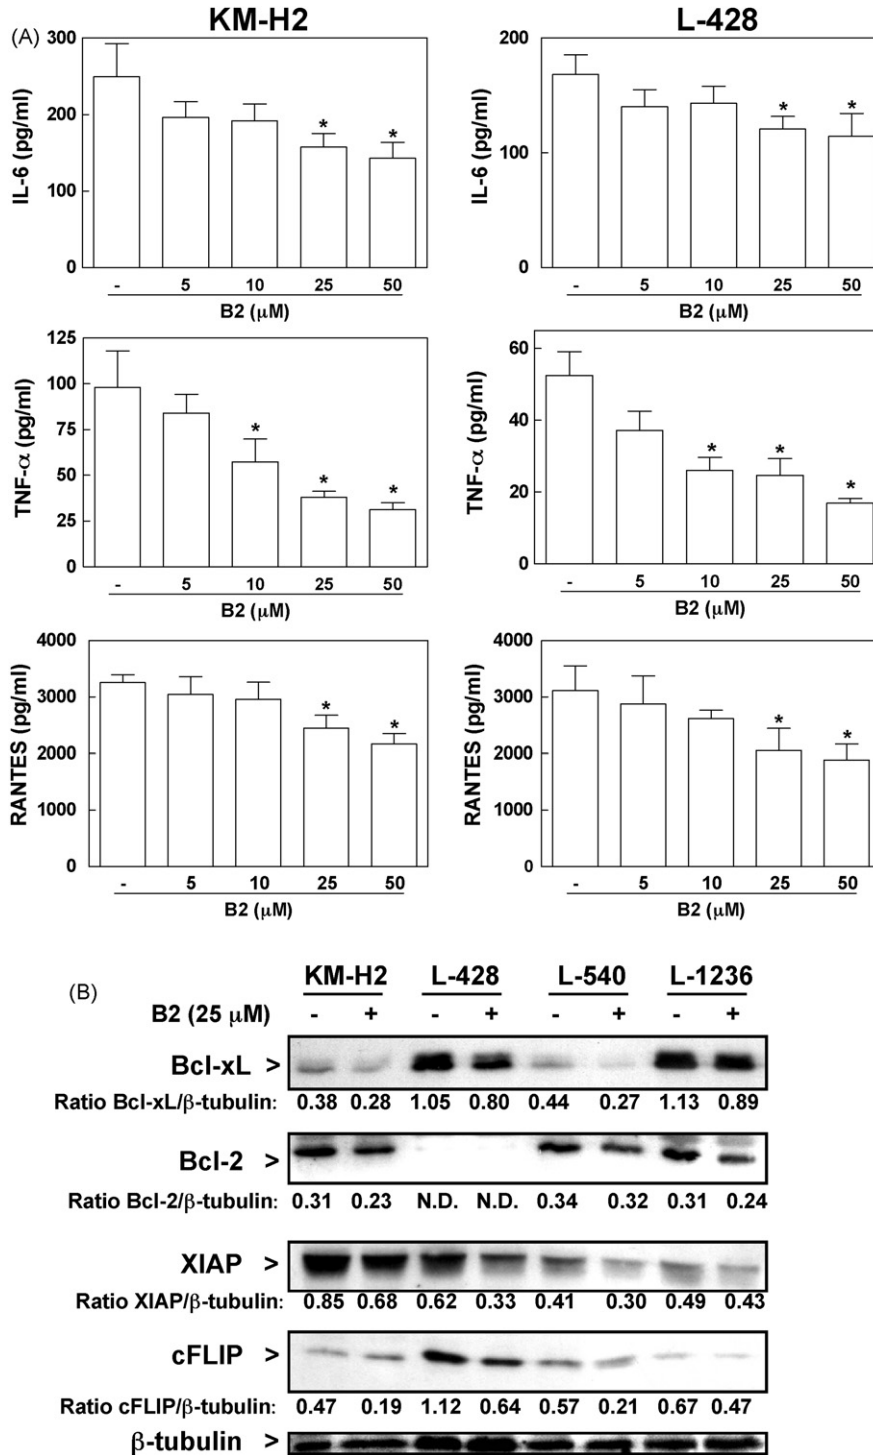 KM-H2 L-428
(A)
300
200
100
0
IL-6 (pg/ml)
* *
- 5 10 25 50
B2 (μM)
200
100
0
IL-6 (pg/ml)
* *
- 5 10 25 50
B2 (μM)
125
100
75
50
25
0
TNF-α (pg/ml)
* * *
- 5 10 25 50
B2 (μM)
60
40
20
0
TNF-α (pg/ml)
* * *
- 5 10 25 50
B2 (μM)
4000
3000
2000
1000
0
RANTES (pg/ml)
* *
- 5 10 25 50
B2 (μM)
4000
3000
2000
1000
0
RANTES (pg/ml)
* *
- 5 10 25 50
B2 (μM)
(B)
KM-H2 L-428 L-540 L-1236
B2 (25 μM) - + - + - + - +
Bcl-xL >
Ratio Bcl-xL/β-tubulin: 0.38 0.28 1.05 0.80 0.44 0.27 1.13 0.89
Bcl-2 >
Ratio Bcl-2/β-tubulin: 0.31 0.23 N.D. N.D. 0.34 0.32 0.31 0.24
XIAP >
Ratio XIAP/β-tubulin: 0.85 0.68 0.62 0.33 0.41 0.30 0.49 0.43
cFLIP >
Ratio cFLIP/β-tubulin: 0.47 0.19 1.12 0.64 0.57 0.21 0.67 0.47
β-tubulin >